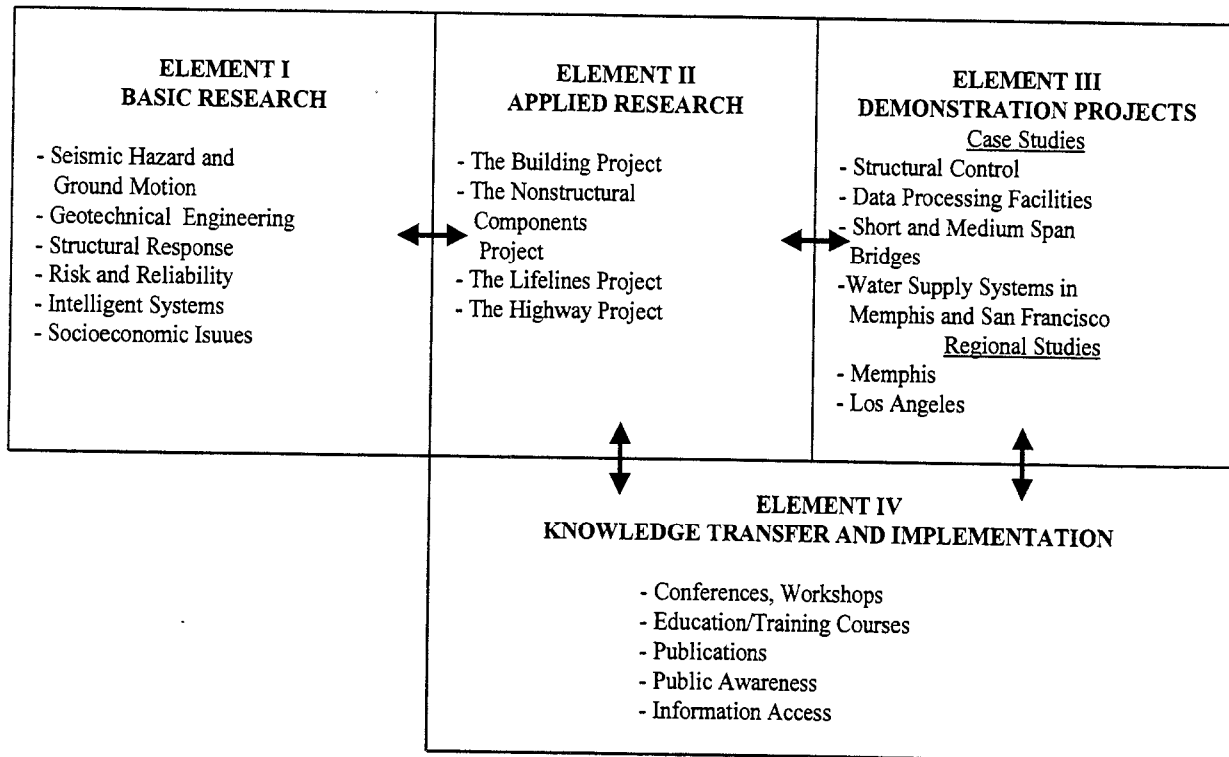 ELEMENT I
BASIC RESEARCH
- Seismic Hazard and
Ground Motion
- Geotechnical Engineering
- Structural Response
- Risk and Reliability
- Intelligent Systems
- Socioeconomic Isuues
ELEMENT II
APPLIED RESEARCH
- The Building Project
- The Nonstructural
Components
Project
- The Lifelines Project
- The Highway Project
ELEMENT III
DEMONSTRATION PROJECTS
Case Studies
- Structural Control
- Data Processing Facilities
- Short and Medium Span
Bridges
-Water Supply Systems in
Memphis and San Francisco
Regional Studies
- Memphis
- Los Angeles
ELEMENT IV
KNOWLEDGE TRANSFER AND IMPLEMENTATION
- Conferences, Workshops
- Education/Training Courses
- Publications
- Public Awareness
- Information Access